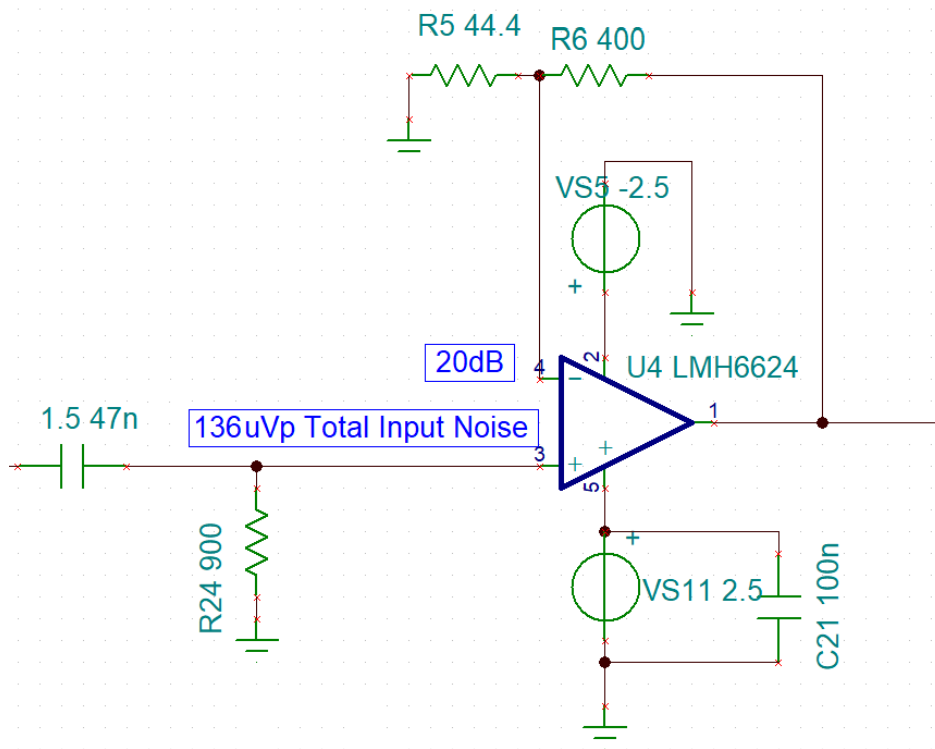 R5 44.4
R6 400
VS5 -2.5
+
20dB
4
2
U4 LMH6624
-
1
1.5 47n
136uVp Total Input Noise
3
+
+
5
R24 900
+
VS11 2.5
C21 100n